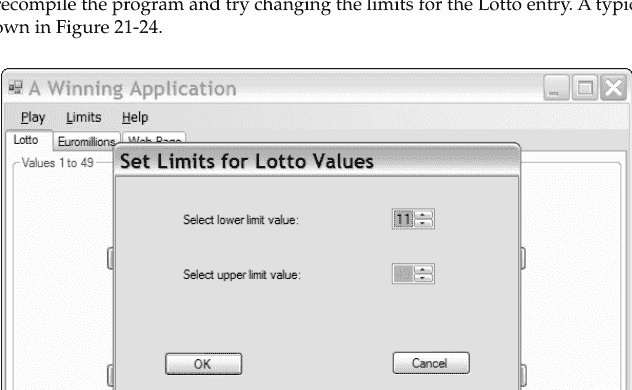 recompile the program and try changing the limits for the Lotto entry. A typic
own in Figure 21-24.
A Winning Application
Play Limits Help
Lotto Euromillions Web Page
Values 1 to 49
Set Limits for Lotto Values
Select lower limit value: 11
Select upper limit value:
OK Cancel